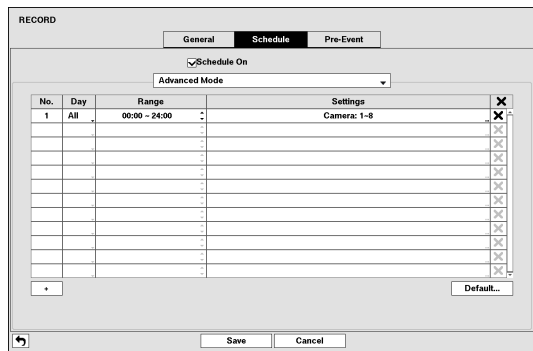 RECORD
General Schedule Pre-Event
Schedule On
Advanced Mode
No. Day Range Settings
1 All 00:00 ~ 24:00 Camera: 1~8
+ Default...
Save Cancel